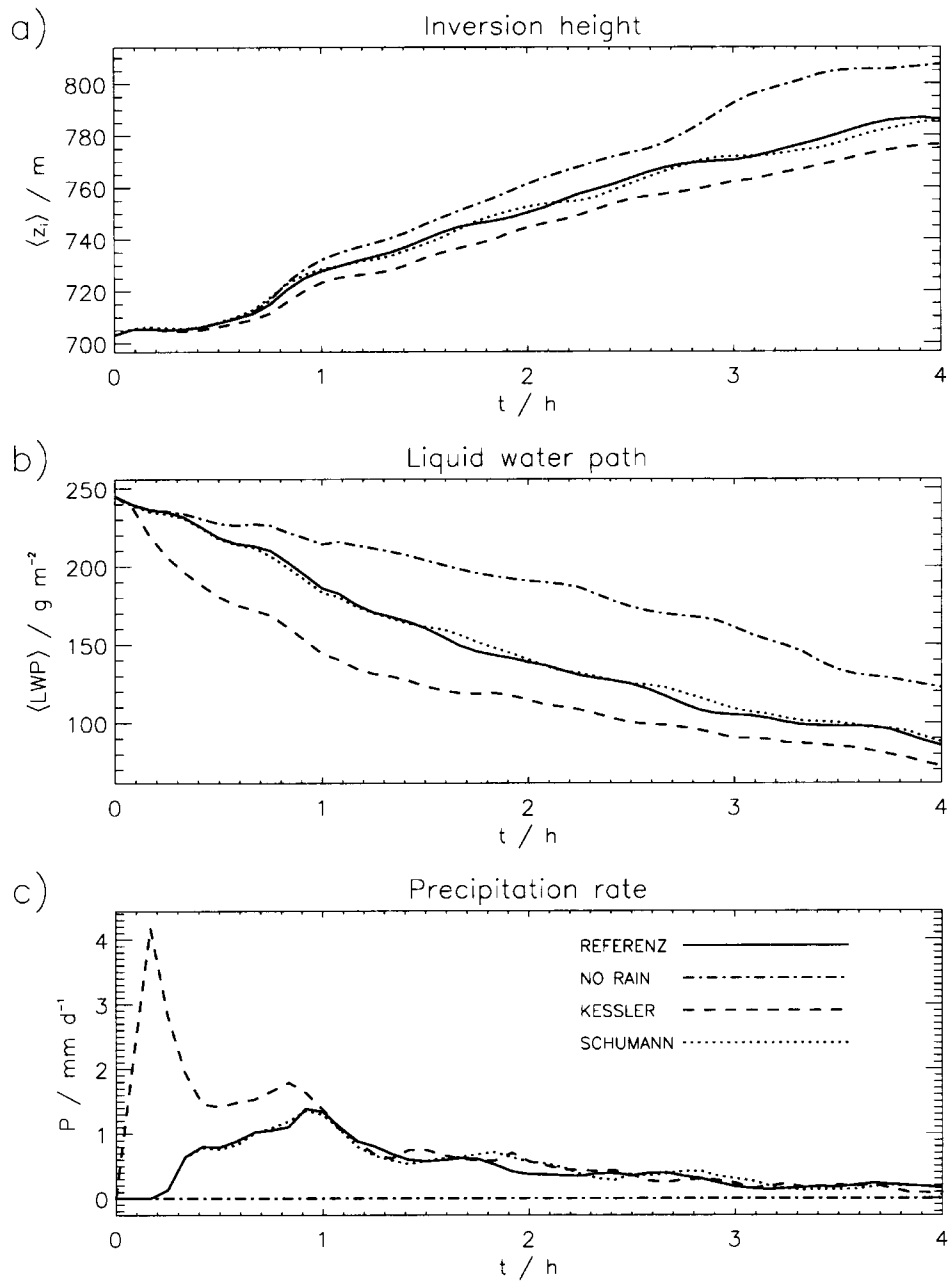 a)
Inversion height
⟨zᵢ⟩ / m
800
780
760
740
720
700
0 1 2 3 4
t / h
b)
Liquid water path
⟨LWP⟩ / g m⁻²
250
200
150
100
0 1 2 3 4
t / h
c)
Precipitation rate
P / mm d⁻¹
4
3
2
1
0
REFERENZ
NO RAIN
KESSLER
SCHUMANN
0 1 2 3 4
t / h